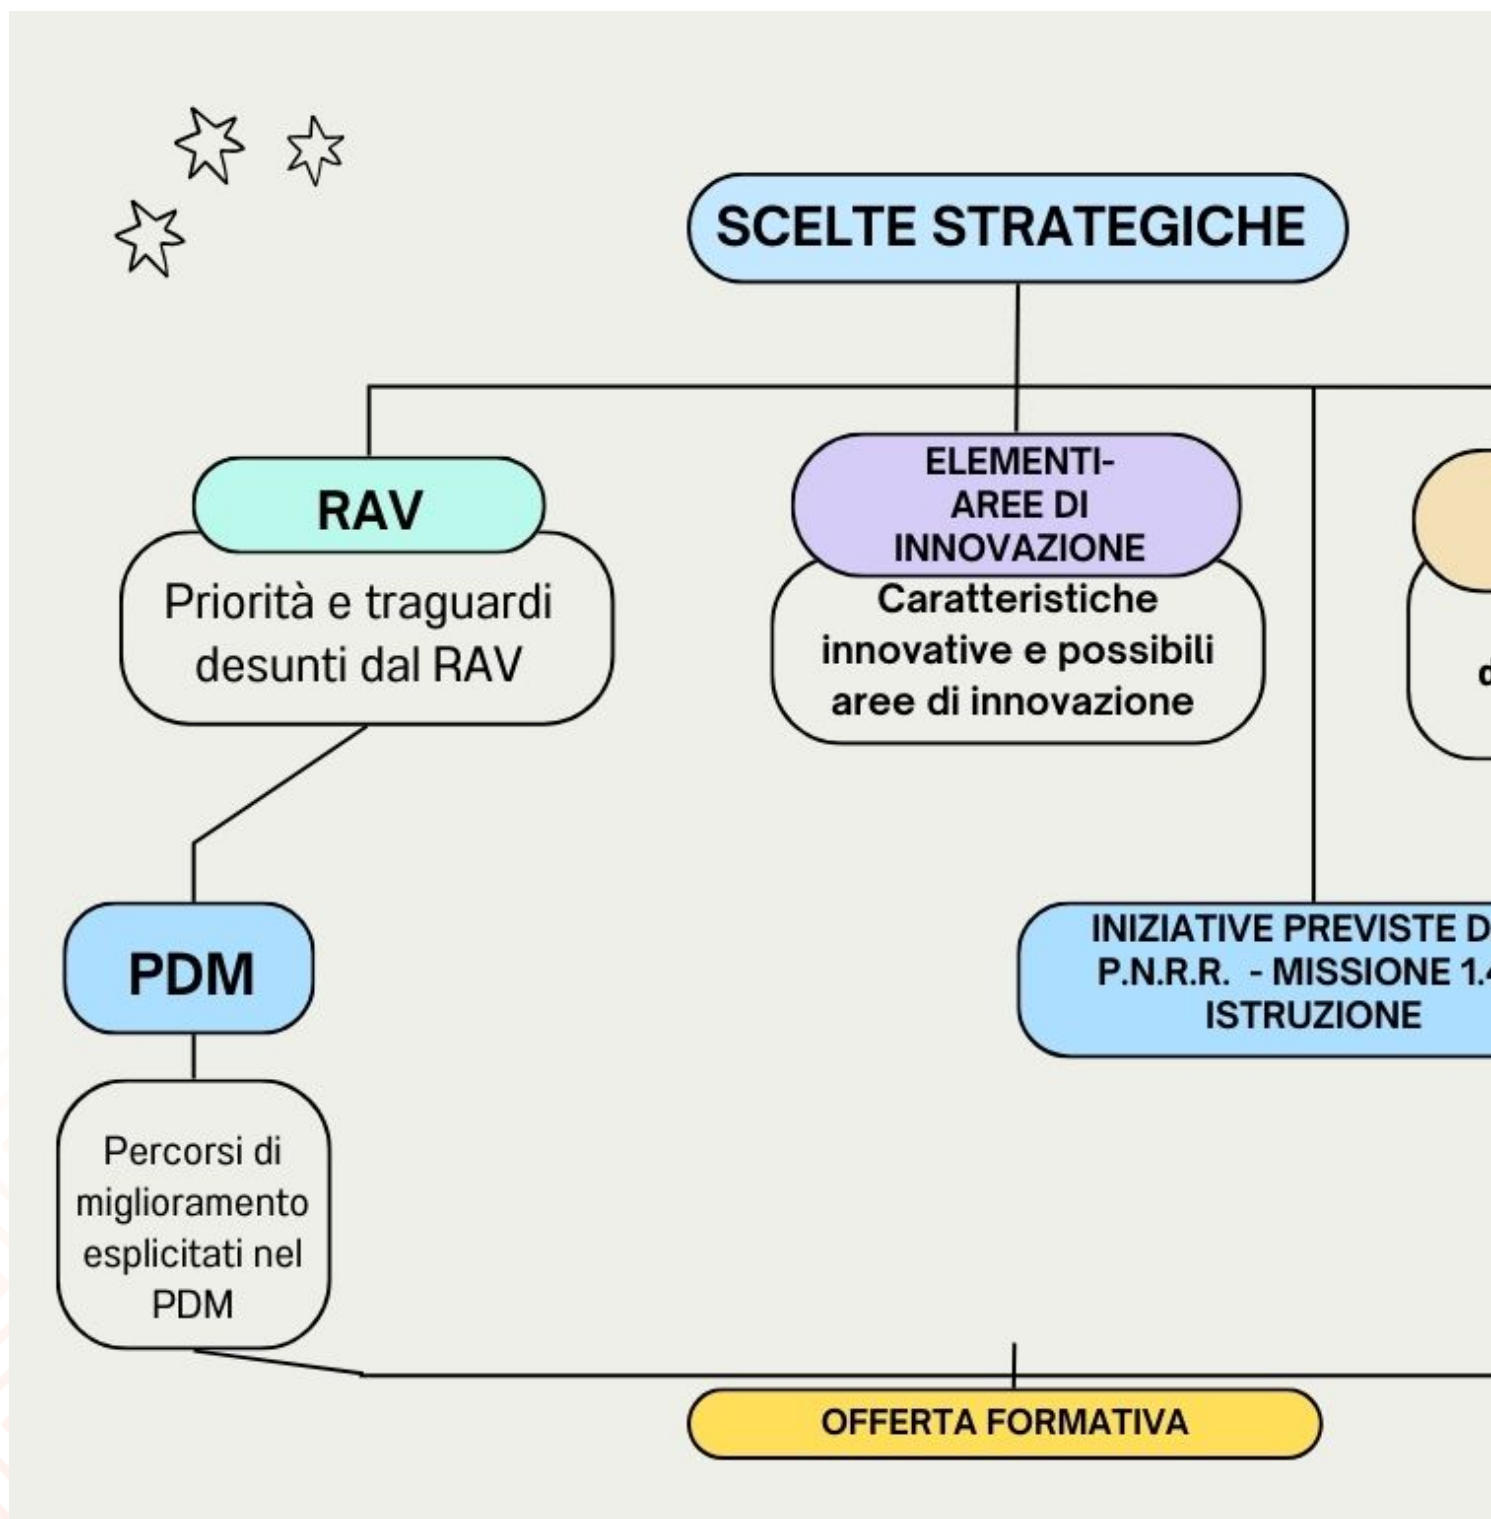 SCELTE STRATEGICHE
RAV
Priorità e traguardi
desunti dal RAV
ELEMENTI-
AREE DI
INNOVAZIONE
Caratteristiche
innovative e possibili
aree di innovazione
PDM
Percorsi di
miglioramento
esplicitati nel
PDM
INIZIATIVE PREVISTE
P.N.R.R. - MISSIONE
ISTRUZIONE
OFFERTA FORMATIVA